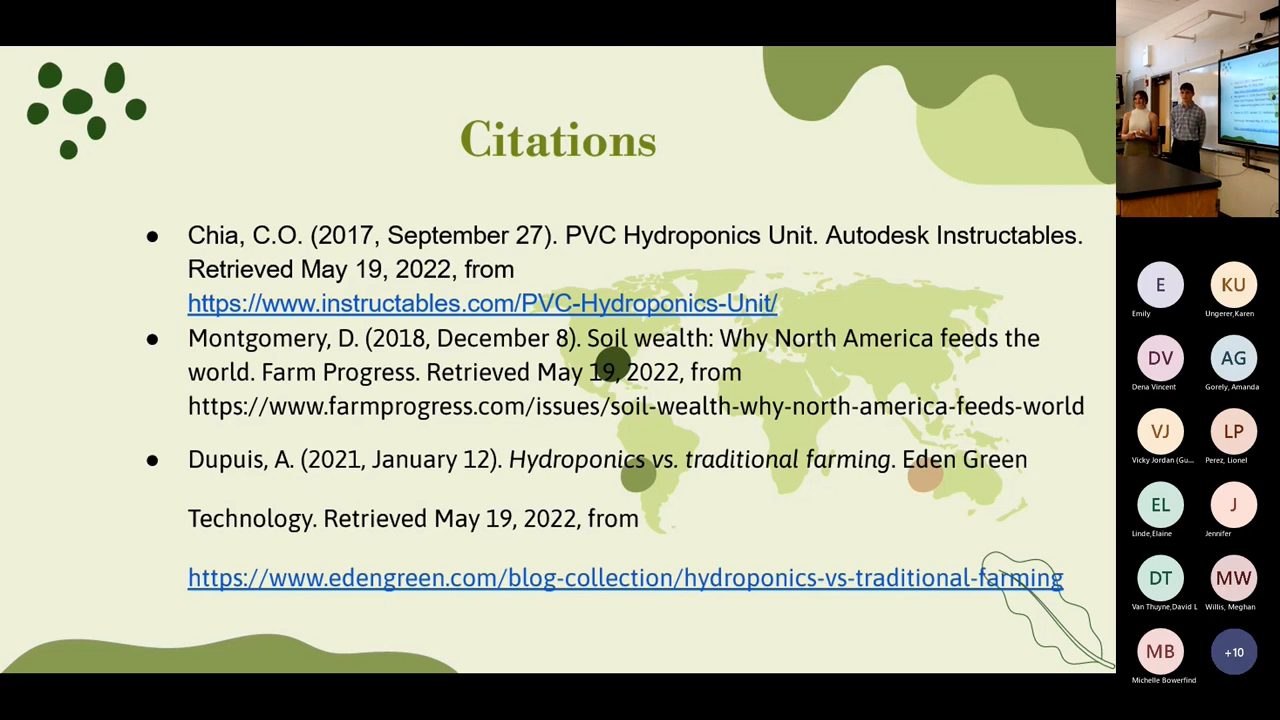 Citations
● Chia, C.O. (2017, September 27). PVC Hydroponics Unit. Autodesk Instructables.
Retrieved May 19, 2022, from
https://www.instructables.com/PVC-Hydroponics-Unit/
● Montgomery, D. (2018, December 8). Soil wealth: Why North America feeds the
world. Farm Progress. Retrieved May 19, 2022, from
https://www.farmprogress.com/issues/soil-wealth-why-north-america-feeds-world
● Dupuis, A. (2021, January 12). Hydroponics vs. traditional farming. Eden Green
Technology. Retrieved May 19, 2022, from
https://www.edengreen.com/blog-collection/hydroponics-vs-traditional-farming
E
Emily
KU
Ungerer,Karen
DV
Dena Vincent
AG
Gorely, Amanda
VJ
Vicky Jordan (Gu...
LP
Perez, Lionel
EL
Linde,Elaine
J
Jennifer
DT
Van Thuyne,David L
MW
Willis, Meghan
MB
Michelle Bowerfind
+10